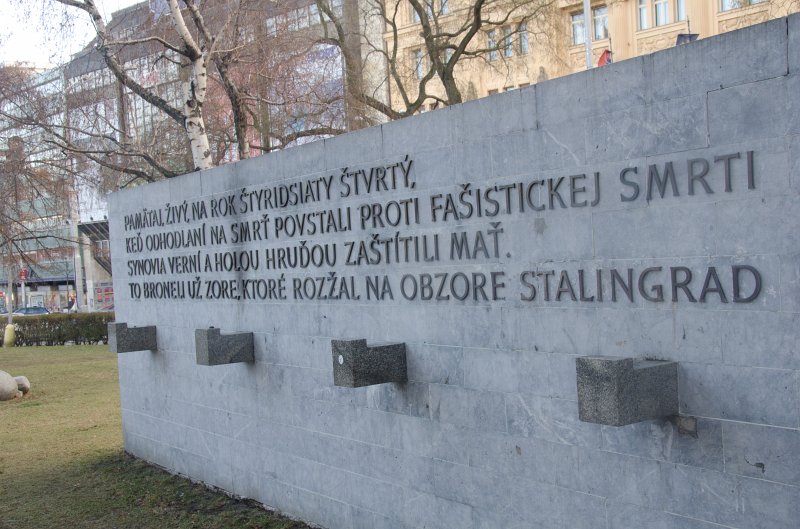 PAMÄTAJ, ŽIVÝ, NA ROK ŠTYRIDSIATY ŠTVRTÝ,
KEĎ ODHODLANÍ NA SMRŤ POVSTALI PROTI FAŠISTICKEJ SMRTI
SYNOVIA VERNÍ A HOLOU HRUĎOU ZAŠTÍTILI MAŤ.
TO BRONELI UŽ ZORE, KTORÉ ROZŽAL NA OBZORE STALINGRAD